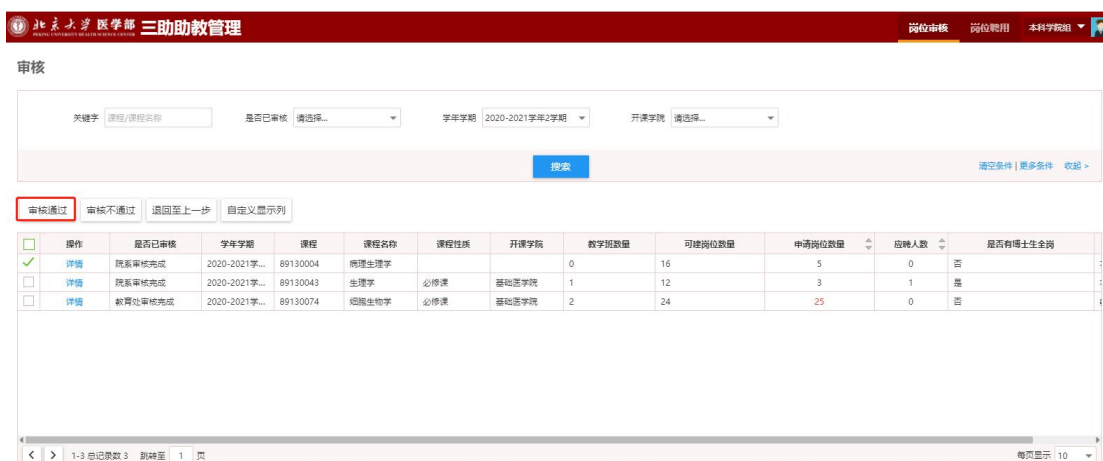 北京大学 医学部 三助助教管理 岗位审核 岗位聘用 本科学院组
PEKING UNIVERSITY HEALTH SCIENCE CENTER
审核
关键字 课程/课程名称 是否已审核 请选择... 学年学期 2020-2021学年2学期 开课学院 请选择...
搜索 清空条件 | 更多条件 收起 >
审核通过 审核不通过 退回至上一步 自定义显示列
操作 是否已审核 学年学期 课程 课程名称 课程性质 开课学院 教学班数量 可建岗位数量 申请岗位数量 应聘人数 是否有博士生全岗
详情 院系审核完成 2020-2021学... 89130004 病理生理学 0 16 5 0 否
详情 院系审核完成 2020-2021学... 89130043 生理学 必修课 基础医学院 1 12 3 1 是
详情 教育处审核完成 2020-2021学... 89130074 细胞生物学 必修课 基础医学院 2 24 25 0 否
< > 1-3 总记录数 3 跳转至 1 页 每页显示 10